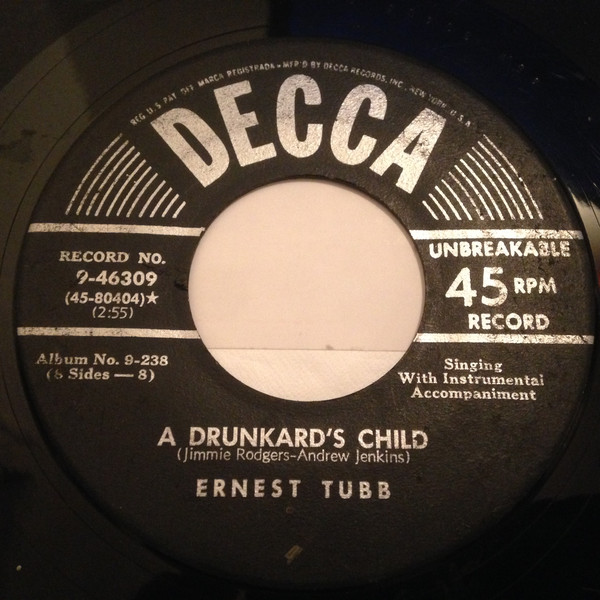 REG. U.S. PAT. OFF. MARCA REGISTRADA • MF'D BY DECCA RECORDS, INC., NEW YORK, U.S.A.
DECCA
RECORD NO.
9-46309
(45-80404)★
(2:55)
UNBREAKABLE
45 RPM
RECORD
Album No. 9-238
(8 Sides — 8)
Singing
With Instrumental
Accompaniment
A DRUNKARD'S CHILD
(Jimmie Rodgers-Andrew Jenkins)
ERNEST TUBB